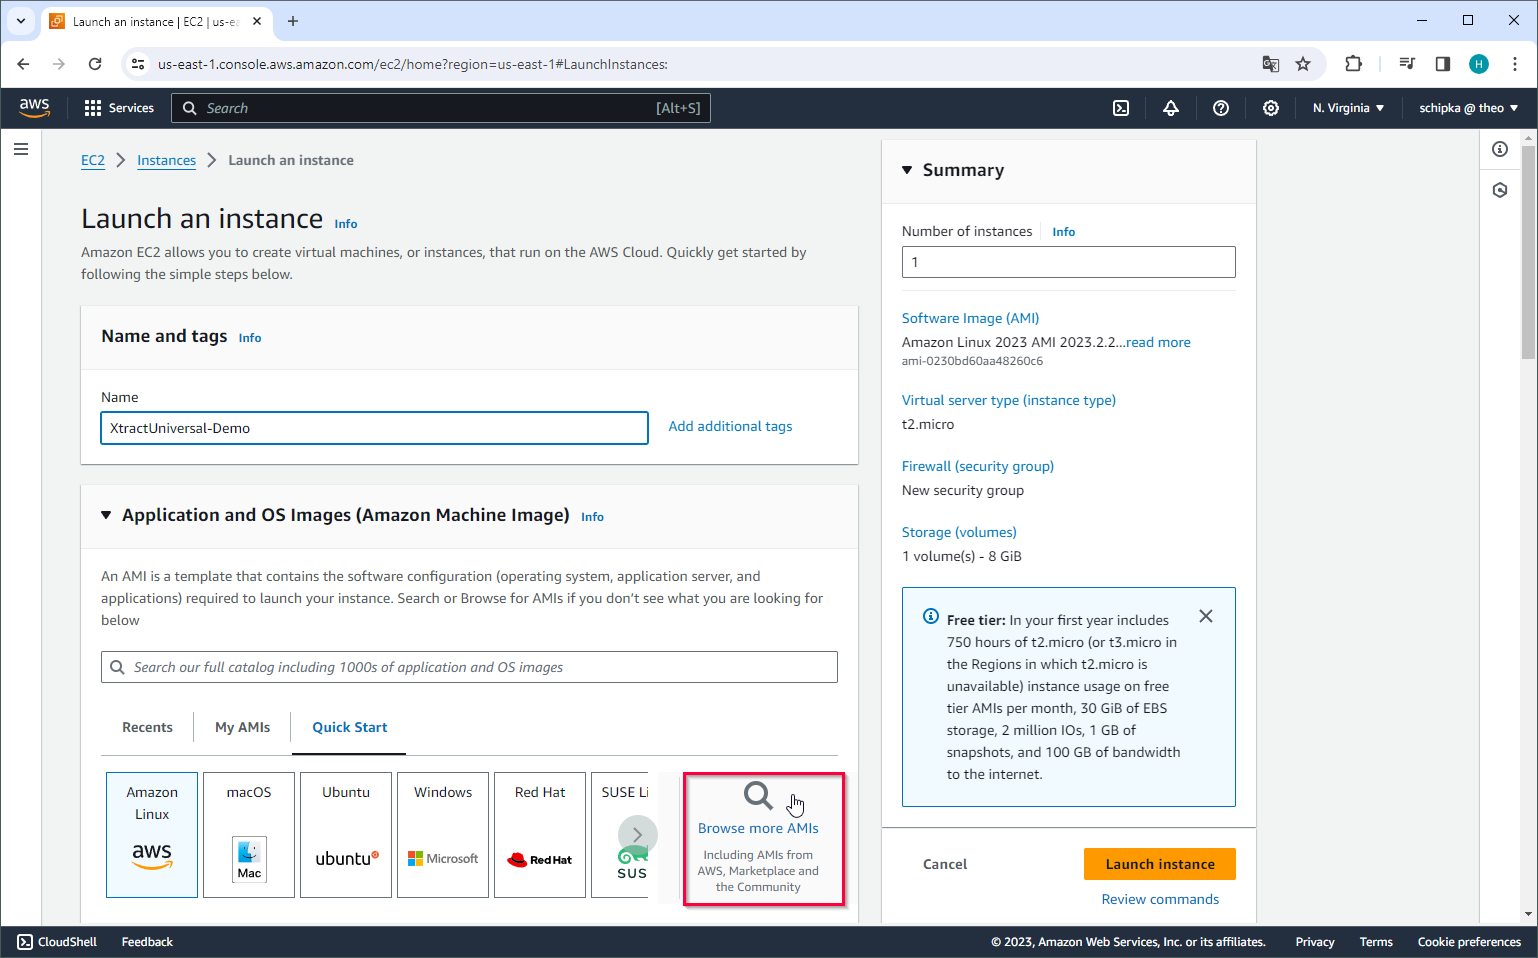 Launch an instance | EC2 | us-ea
us-east-1.console.aws.amazon.com/ec2/home?region=us-east-1#LaunchInstances:
H
aws
Services
Search
[Alt+S]
N. Virginia
schipka @ theo
EC2
Instances
Launch an instance
Launch an instance
Info
Amazon EC2 allows you to create virtual machines, or instances, that run on the AWS Cloud. Quickly get started by
following the simple steps below.
Name and tags
Info
Name
XtractUniversal-Demo
Add additional tags
Application and OS Images (Amazon Machine Image)
Info
An AMI is a template that contains the software configuration (operating system, application server, and
applications) required to launch your instance. Search or Browse for AMIs if you don’t see what you are looking for
below
Search our full catalog including 1000s of application and OS images
Recents
My AMIs
Quick Start
Amazon
Linux
aws
macOS
Mac
Ubuntu
ubuntu
Windows
Microsoft
Red Hat
Red Hat
SUSE Li
SUS
Browse more AMIs
Including AMIs from
AWS, Marketplace and
the Community
Summary
Number of instances
Info
1
Software Image (AMI)
Amazon Linux 2023 AMI 2023.2.2...read more
ami-0230bd60aa48260c6
Virtual server type (instance type)
t2.micro
Firewall (security group)
New security group
Storage (volumes)
1 volume(s) - 8 GiB
Free tier: In your first year includes
750 hours of t2.micro (or t3.micro in
the Regions in which t2.micro is
unavailable) instance usage on free
tier AMIs per month, 30 GiB of EBS
storage, 2 million IOs, 1 GB of
snapshots, and 100 GB of bandwidth
to the internet.
Cancel
Launch instance
Review commands
CloudShell
Feedback
© 2023, Amazon Web Services, Inc. or its affiliates.
Privacy
Terms
Cookie preferences